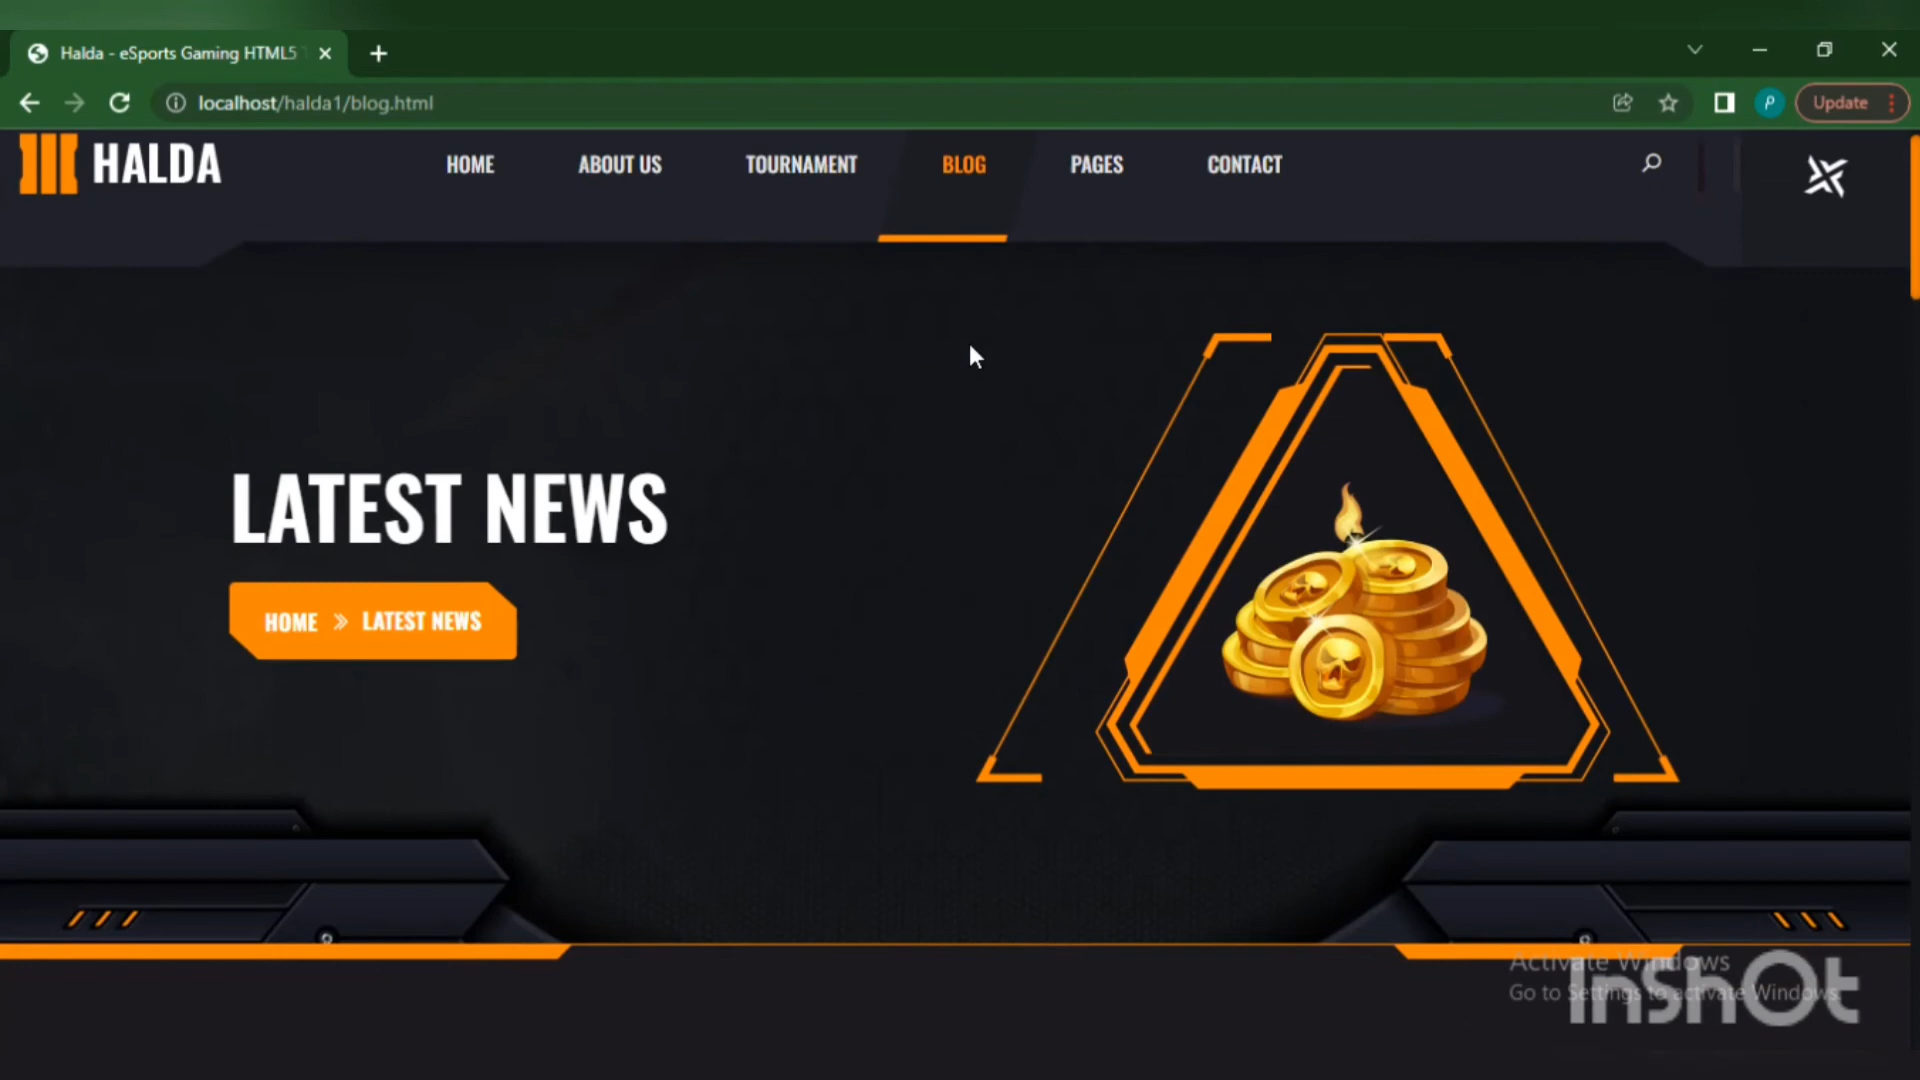 Halda - eSports Gaming HTML5
localhost/halda1/blog.html
P
Update
HALDA
HOME
ABOUT US
TOURNAMENT
BLOG
PAGES
CONTACT
LATEST NEWS
HOME » LATEST NEWS
Activate Windows
Go to Settings to activate Windows.
InShOt